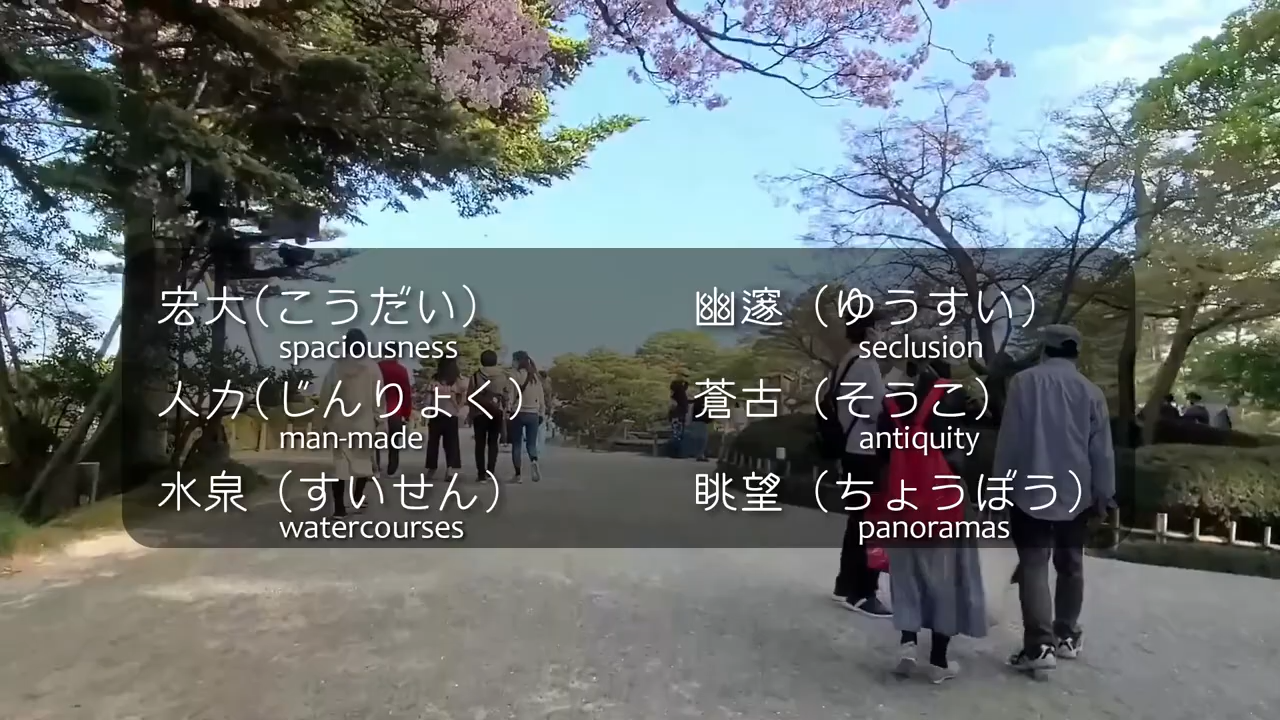 宏大(こうだい)
spaciousness
人力(じんりょく)
man-made
水泉（すいせん）
watercourses
幽邃（ゆうすい）
seclusion
蒼古（そうこ）
antiquity
眺望（ちょうぼう）
panoramas